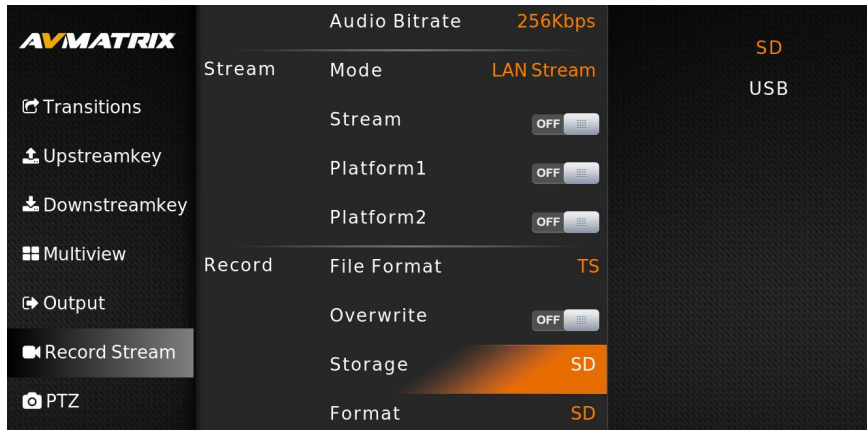 AVMATRIX
Transitions
Upstreamkey
Downstreamkey
Multiview
Output
Record Stream
PTZ
Audio Bitrate 256Kbps
Stream Mode LAN Stream
Stream OFF
Platform1 OFF
Platform2 OFF
Record File Format TS
Overwrite OFF
Storage SD
Format SD
SD
USB